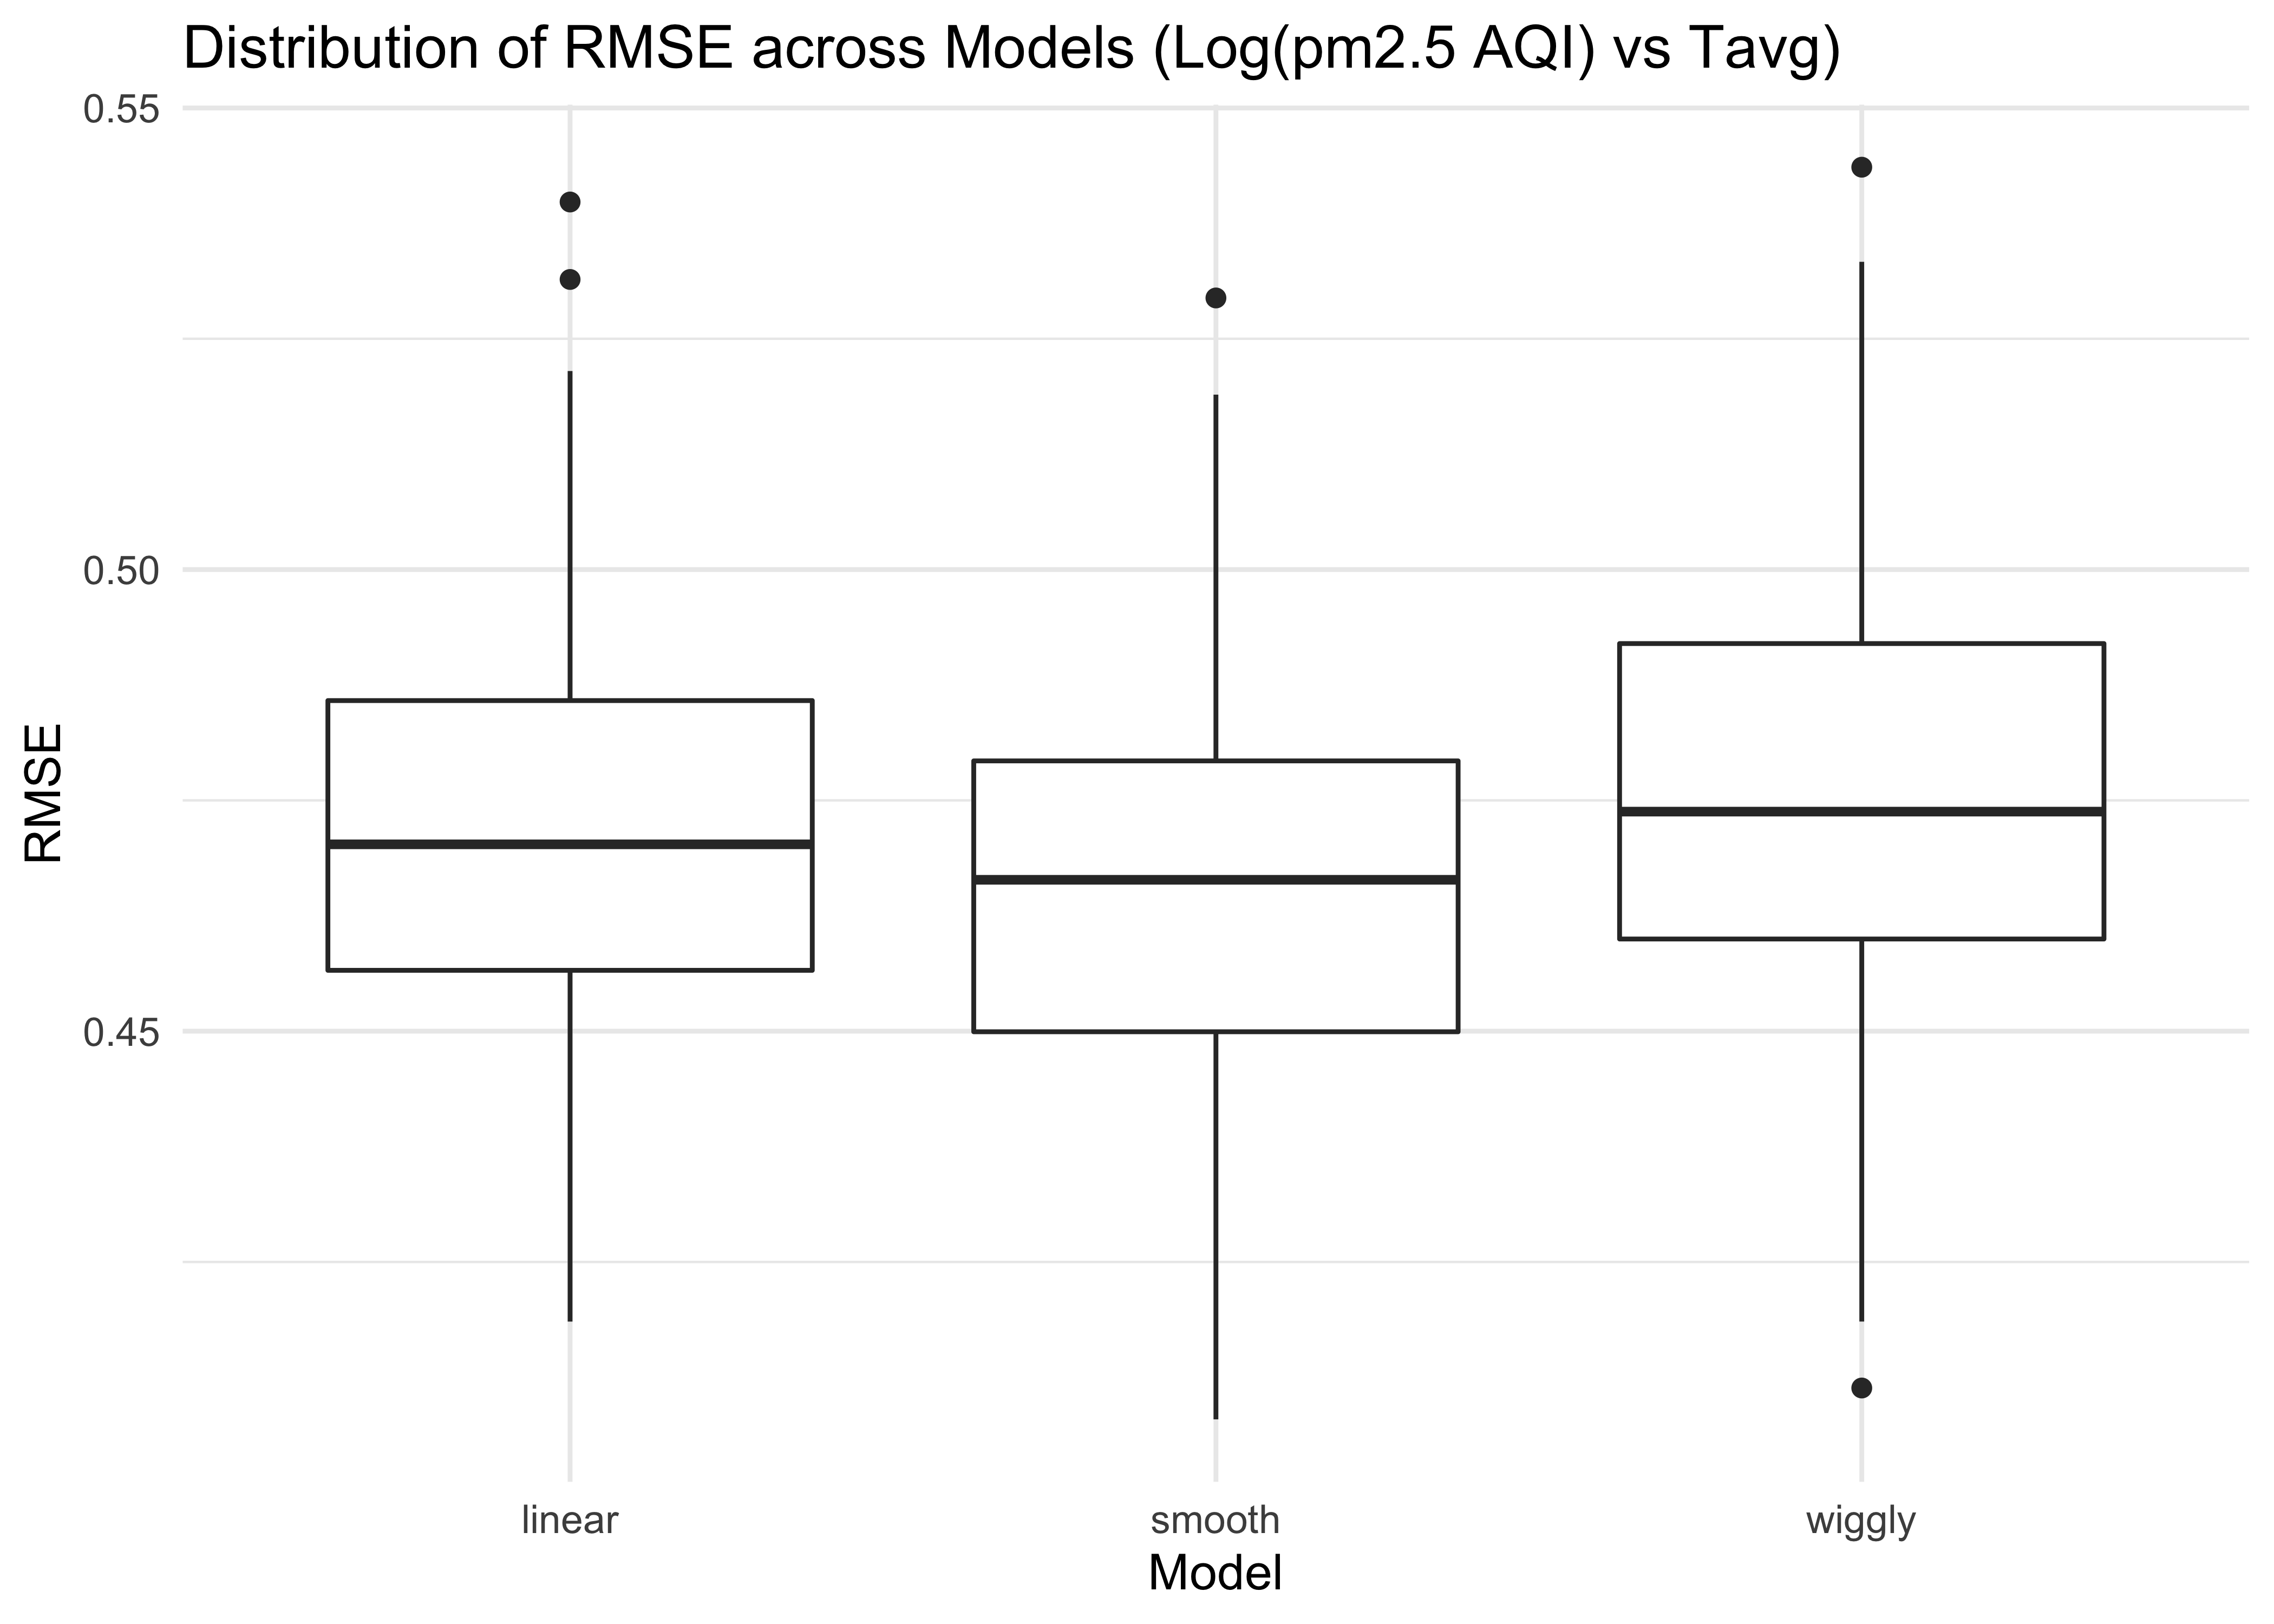 Distribution of RMSE across Models (Log(pm2.5 AQI) vs Tavg)
0.55
0.50
0.45
RMSE
linear
smooth
wiggly
Model